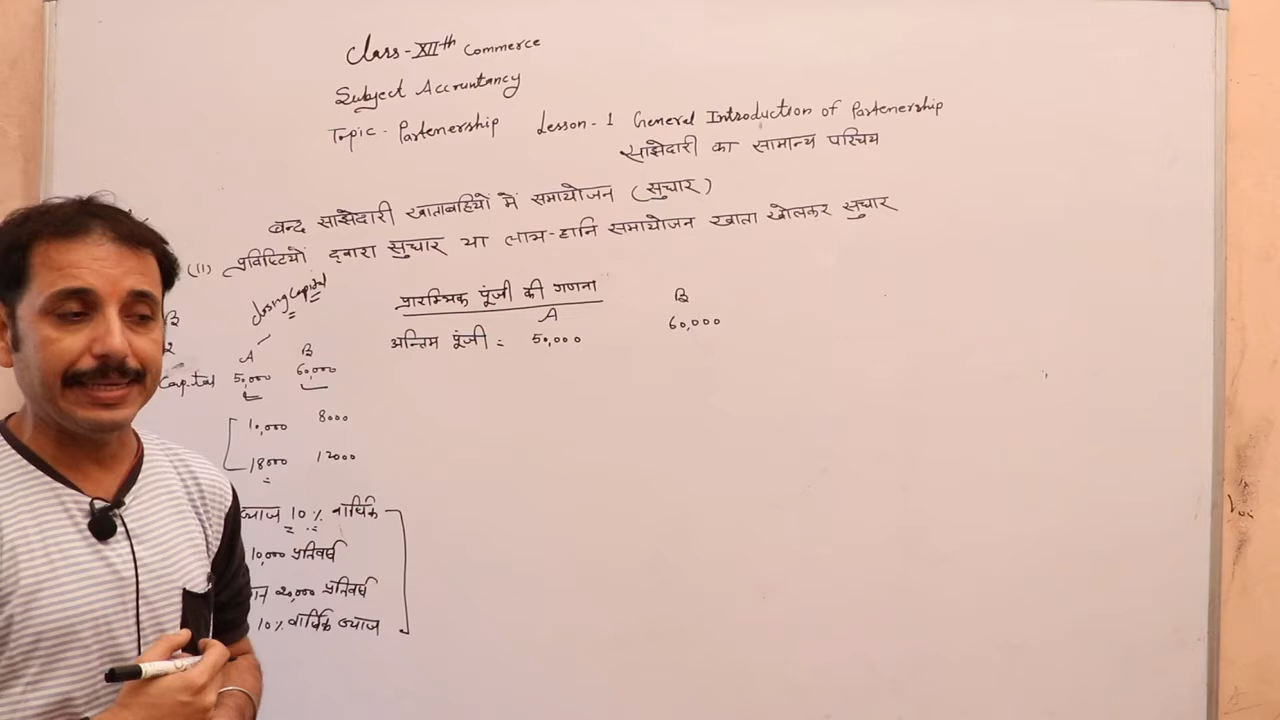 Class-XIIth Commerce
Subject Accountancy
Topic - Partenership Lesson-1 General Introduction of Partenership
साझेदारी का सामान्य परिचय
बन्द साझेदारी खाताबहियों में समायोजन (सुधार)
(II) प्रविष्टियों द्वारा सुधार या लाभ-हानि समायोजन खाता खोलकर सुधार
closing capital
प्रारम्भिक पूंजी की गणना
A B
अन्तिम पूंजी = 50,000 60,000
B
A B
Capital 50,000 60,000
10,000 8000
18000 12000
ब्याज 10% वार्षिक
10,000 प्रतिवर्ष
20,000 प्रतिवर्ष
10% वार्षिक ब्याज